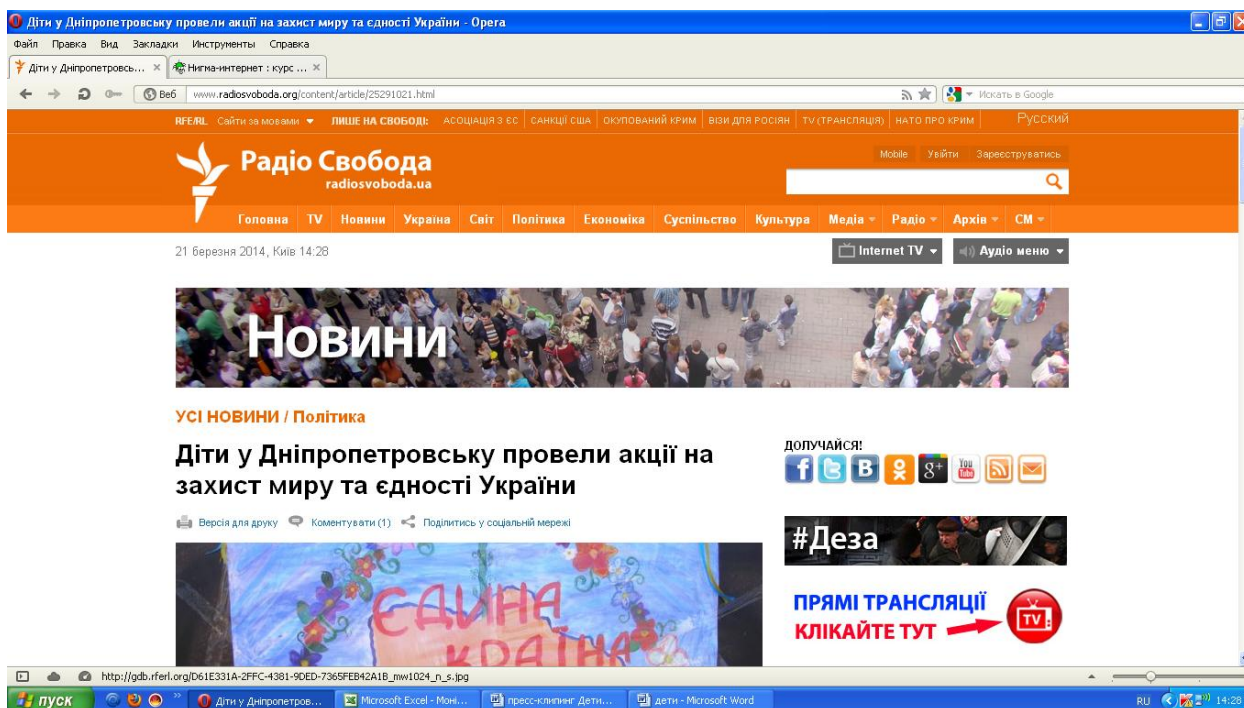 Діти у Дніпропетровську провели акції на захист миру та єдності України - Opera
Файл Правка Вид Закладки Инструменты Справка
Діти у Дніпропетровсь... Нигма-интернет : курс ...
Веб www.radiosvoboda.org/content/article/25291021.html Искать в Google
RFE/RL Сайти за мовами ЛИШЕ НА СВОБОДІ: АСОЦІАЦІЯ З ЄС САНКЦІЇ США ОКУПОВАНИЙ КРИМ ВІЗИ ДЛЯ РОСІЯН TV (ТРАНСЛЯЦІЯ) НАТО ПРО КРИМ Русский
Mobile Увійти Зареєструватись
Радіо Свобода
radiosvoboda.ua
Головна TV Новини Україна Світ Політика Економіка Суспільство Культура Медіа Радіо Архів СМ
21 березня 2014, Київ 14:28 Internet TV Аудіо меню
Новини
УСІ НОВИНИ / Політика
Діти у Дніпропетровську провели акції на
захист миру та єдності України
Версія для друку Коментувати (1) Поділитись у соціальній мережі
ДОЛУЧАЙСЯ!
f t B g+ You Tube
#Деза
ПРЯМІ ТРАНСЛЯЦІЇ
КЛІКАЙТЕ ТУТ TV
ЄДИНА
КРАЇНА
http://gdb.rferl.org/D61E331A-2FFC-4381-9DED-7365FEB42A1B_mw1024_n_s.jpg
пуск Діти у Дніпропетров... Microsoft Excel - Моні... пресс-клипинг Дети... дети - Microsoft Word RU 14:28